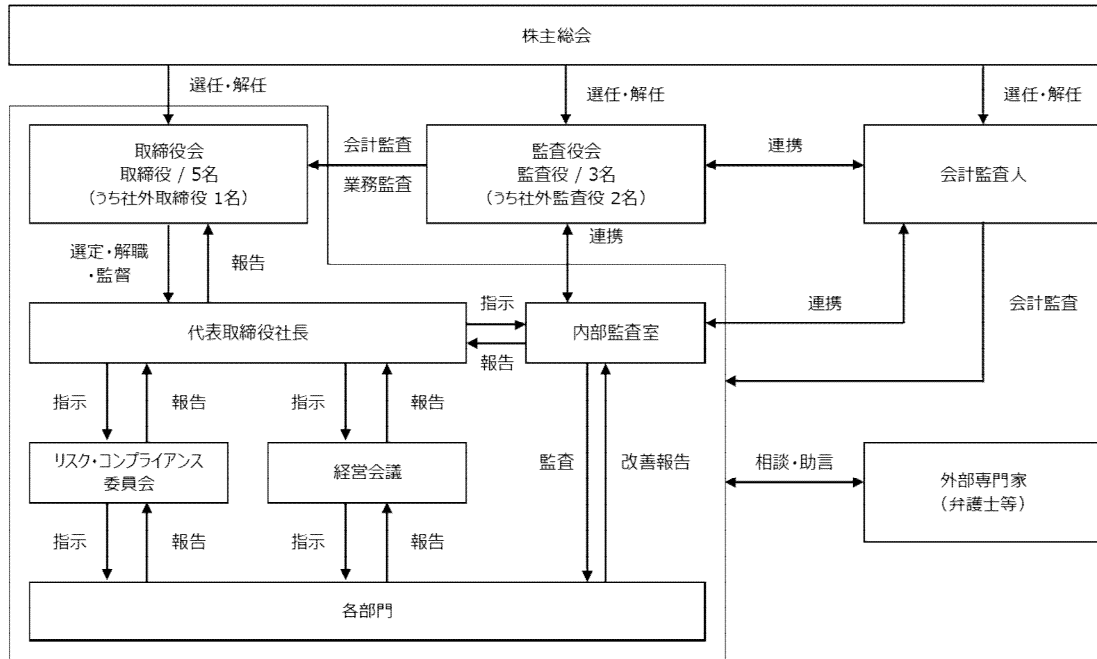 株主総会
選任・解任
選任・解任
選任・解任
取締役会
取締役 / 5名
(うち社外取締役 1名)
会計監査
業務監査
監査役会
監査役 / 3名
(うち社外監査役 2名)
連携
会計監査人
選定・解職
・監督
報告
連携
代表取締役社長
指示
報告
内部監査室
連携
会計監査
指示
報告
指示
報告
リスク・コンプライアンス
委員会
経営会議
監査
改善報告
相談・助言
外部専門家
(弁護士等)
指示
報告
指示
報告
各部門